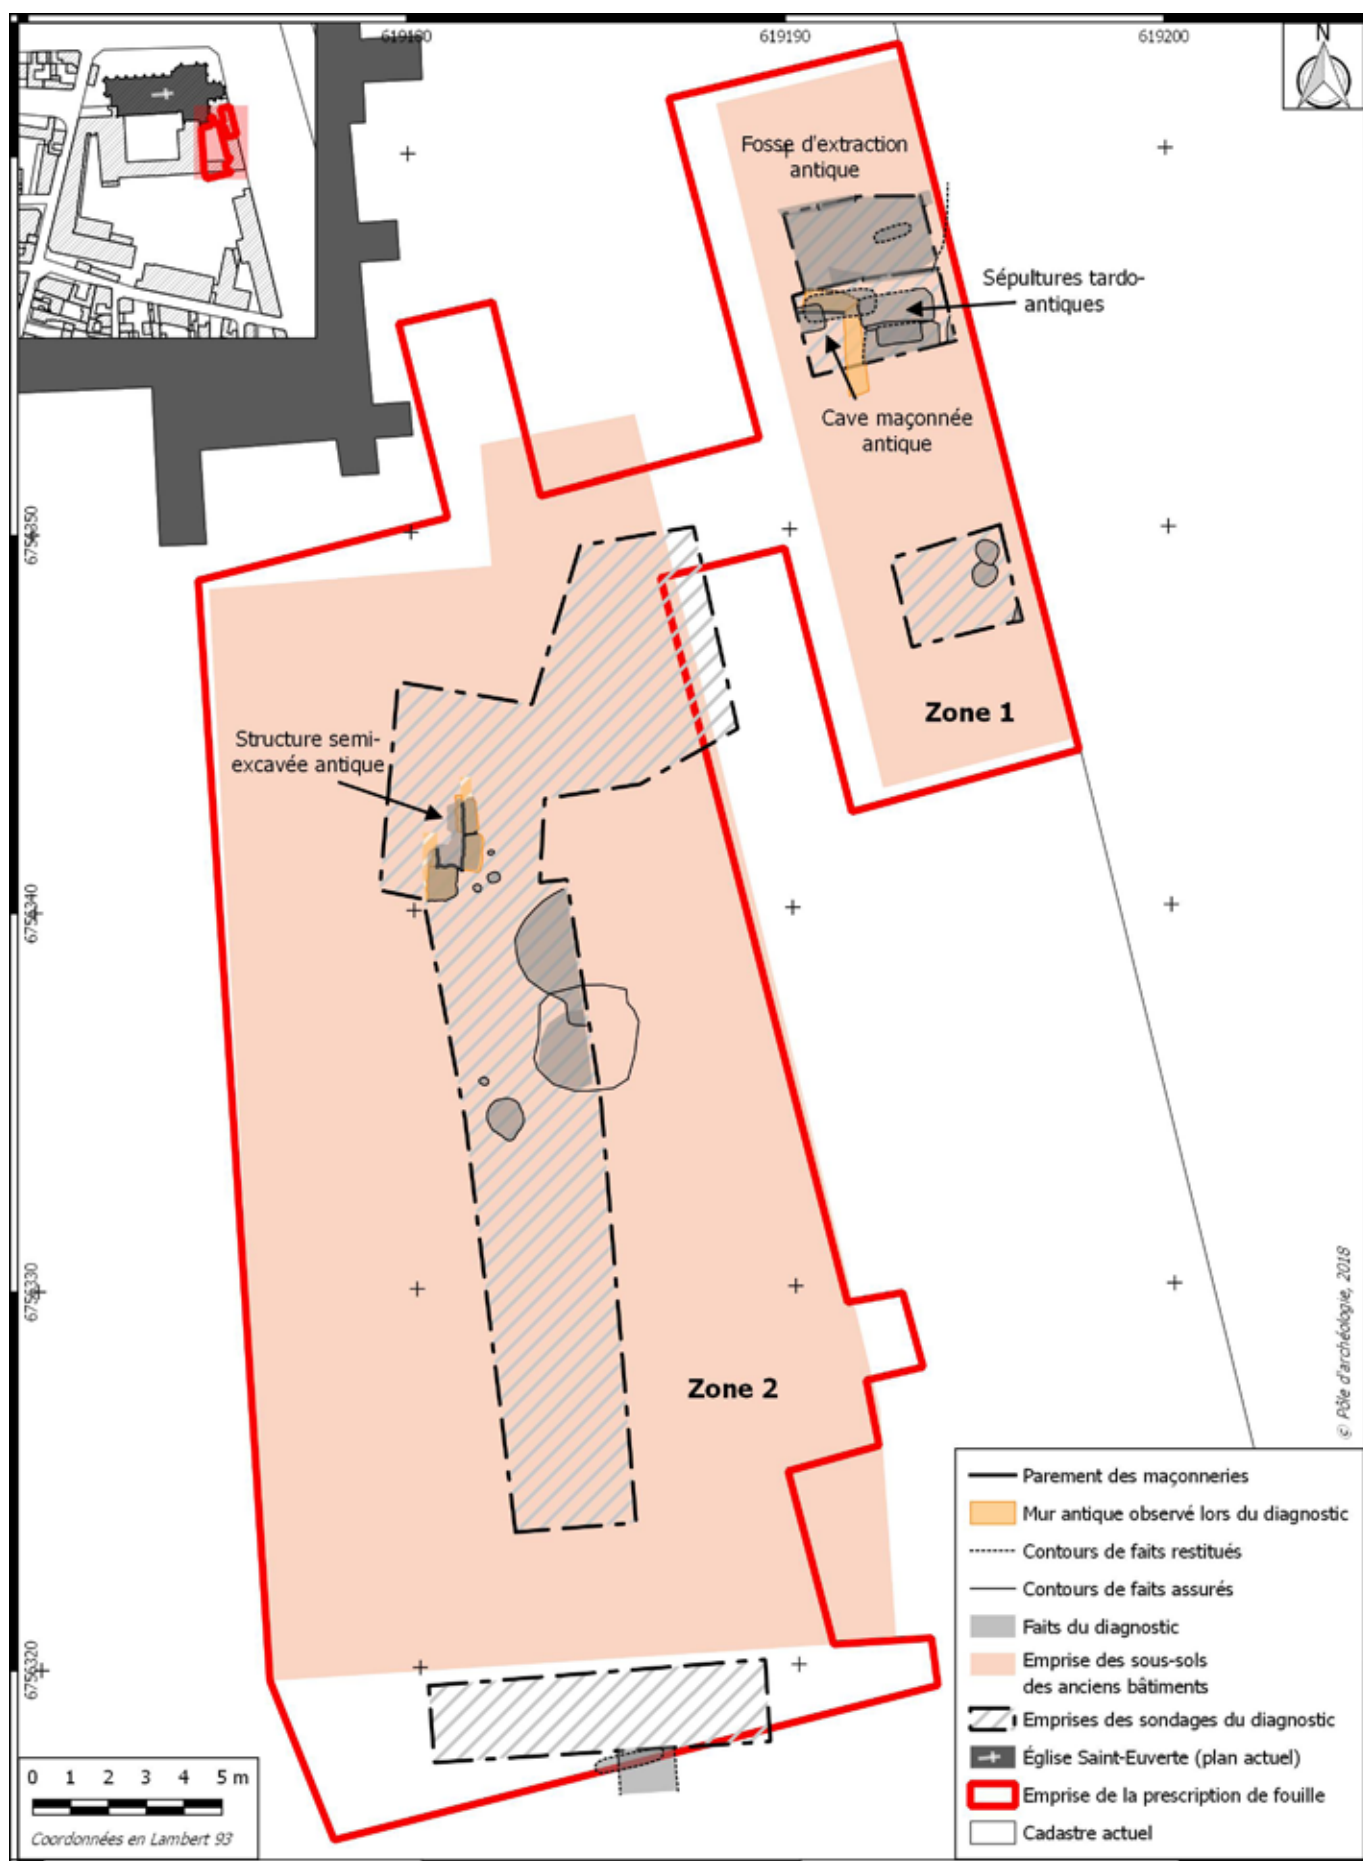 619180
619190
619200
N
Fosse d'extraction
antique
Sépultures tardo-
antiques
Cave maçonnée
antique
6756350
Zone 1
Structure semi-
excavée antique
6756340
6756330
Zone 2
© Pôle d'archéologie, 2018
6756320
Parement des maçonneries
Mur antique observé lors du diagnostic
Contours de faits restitués
Contours de faits assurés
Faits du diagnostic
Emprise des sous-sols
des anciens bâtiments
Emprises des sondages du diagnostic
Église Saint-Euverte (plan actuel)
Emprise de la prescription de fouille
Cadastre actuel
0 1 2 3 4 5 m
Coordonnées en Lambert 93